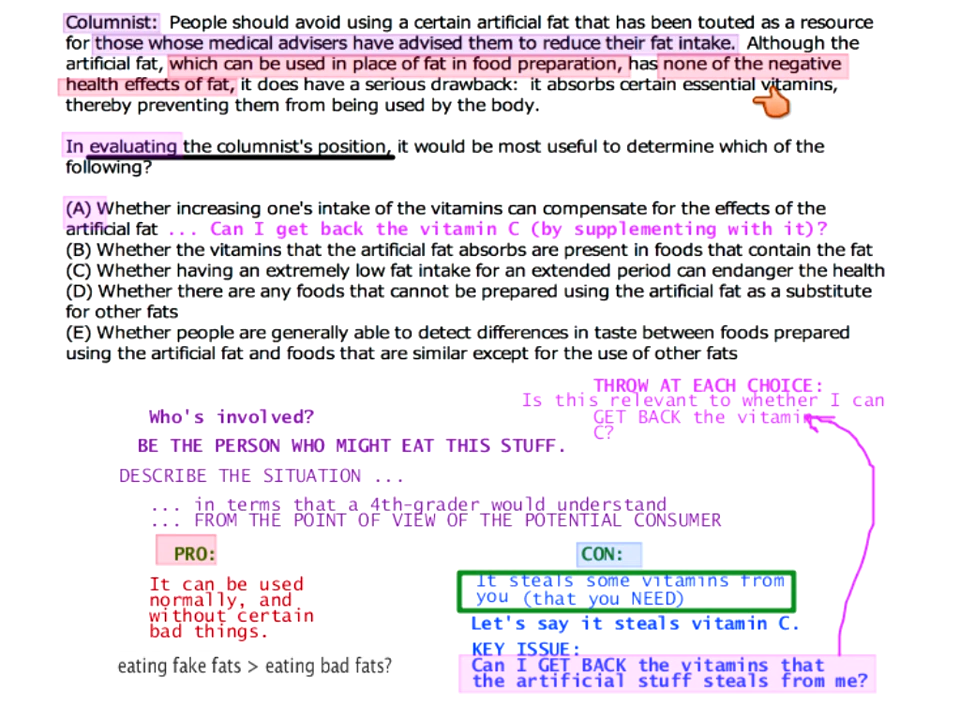 Columnist: People should avoid using a certain artificial fat that has been touted as a resource
for those whose medical advisers have advised them to reduce their fat intake. Although the
artificial fat, which can be used in place of fat in food preparation, has none of the negative
health effects of fat, it does have a serious drawback: it absorbs certain essential vitamins,
thereby preventing them from being used by the body.
In evaluating the columnist's position, it would be most useful to determine which of the
following?
(A) Whether increasing one's intake of the vitamins can compensate for the effects of the
artificial fat ... Can I get back the vitamin C (by supplementing with it)?
(B) Whether the vitamins that the artificial fat absorbs are present in foods that contain the fat
(C) Whether having an extremely low fat intake for an extended period can endanger the health
(D) Whether there are any foods that cannot be prepared using the artificial fat as a substitute
for other fats
(E) Whether people are generally able to detect differences in taste between foods prepared
using the artificial fat and foods that are similar except for the use of other fats
THROW AT EACH CHOICE:
Is this relevant to whether I can
GET BACK the vitamin
C?
Who's involved?
BE THE PERSON WHO MIGHT EAT THIS STUFF.
DESCRIBE THE SITUATION ...
... in terms that a 4th-grader would understand
... FROM THE POINT OF VIEW OF THE POTENTIAL CONSUMER
PRO:
It can be used
normally, and
without certain
bad things.
eating fake fats > eating bad fats?
CON:
It steals some vitamins from
you (that you NEED)
Let's say it steals vitamin C.
KEY ISSUE:
Can I GET BACK the vitamins that
the artificial stuff steals from me?